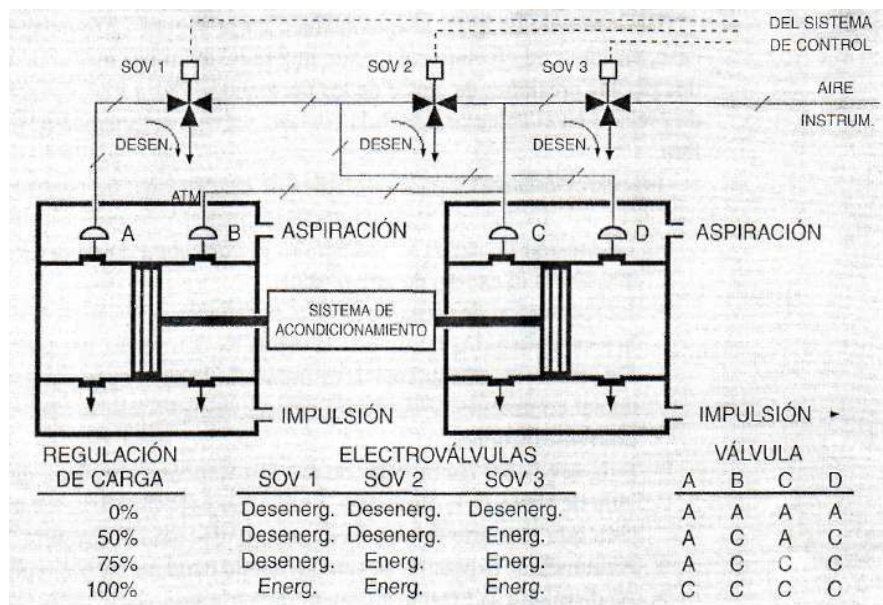 DEL SISTEMA
DE CONTROL
SOV 1
SOV 2
SOV 3
AIRE
INSTRUM.
DESEN.
DESEN.
DESEN.
ATM
A
B
ASPIRACIÓN
C
D
ASPIRACIÓN
SISTEMA DE
ACONDICIONAMIENTO
IMPULSIÓN
IMPULSIÓN
REGULACIÓN ELECTROVÁLVULAS VÁLVULA
DE CARGA SOV 1 SOV 2 SOV 3 A B C D
0% Desenerg. Desenerg. Desenerg. A A A A
50% Desenerg. Desenerg. Energ. A C A C
75% Desenerg. Energ. Energ. A C C C
100% Energ. Energ. Energ. C C C C